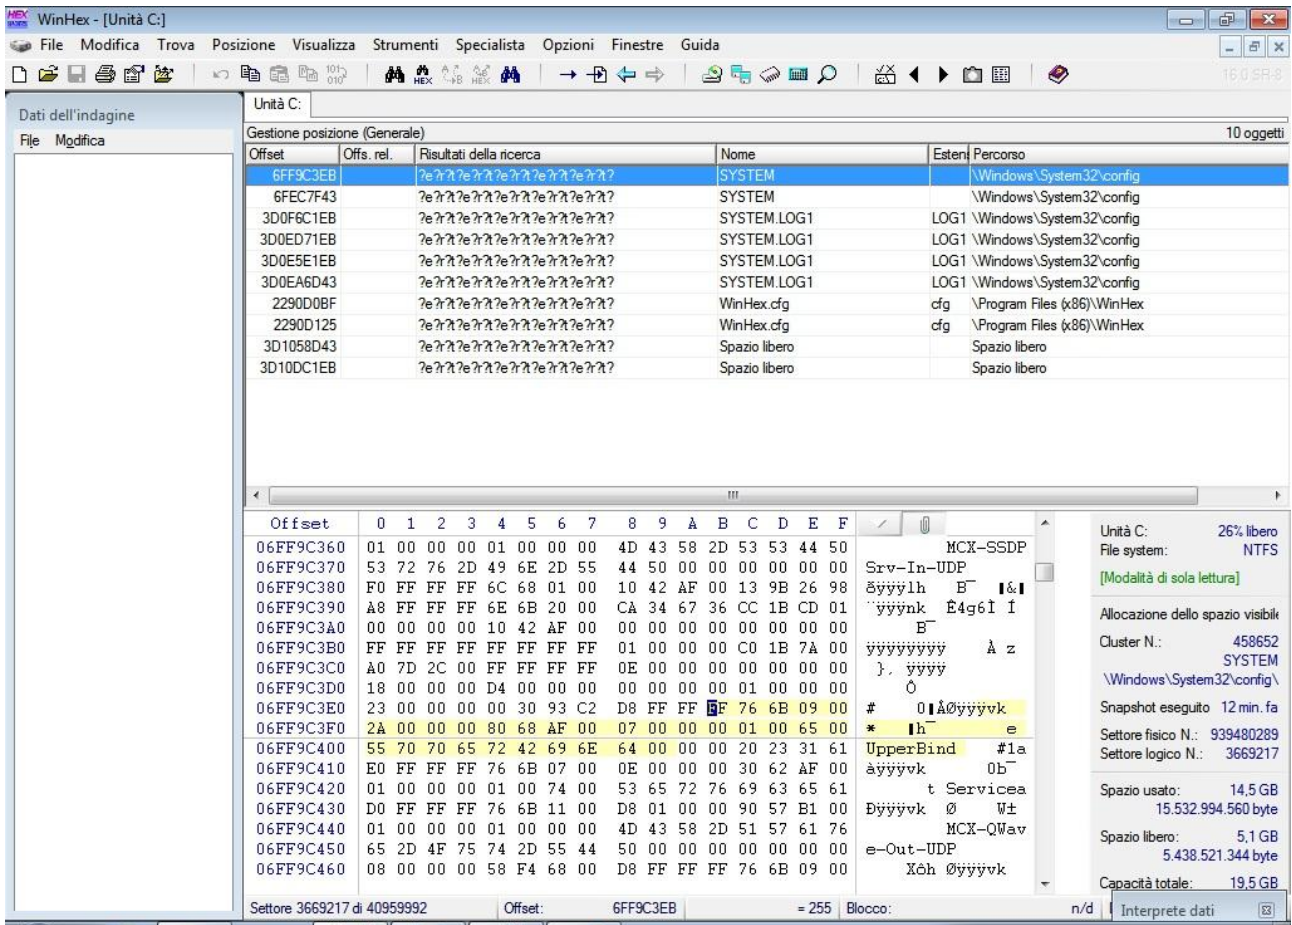 WinHex - [Unità C:]
File Modifica Trova Posizione Visualizza Strumenti Specialista Opzioni Finestre Guida
16.0 SR-8
Dati dell'indagine
File Modifica
Unità C:
Gestione posizione (Generale) 10 oggetti
Offset Offs. rel. Risultati della ricerca Nome Esten Percorso
6FF9C3EB ?e?r?t?e?r?t?e?r?t?e?r?t?e?r?t? SYSTEM \Windows\System32\config
6FEC7F43 ?e?r?t?e?r?t?e?r?t?e?r?t?e?r?t? SYSTEM \Windows\System32\config
3D0F6C1EB ?e?r?t?e?r?t?e?r?t?e?r?t?e?r?t? SYSTEM.LOG1 LOG1 \Windows\System32\config
3D0ED71EB ?e?r?t?e?r?t?e?r?t?e?r?t?e?r?t? SYSTEM.LOG1 LOG1 \Windows\System32\config
3D0E5E1EB ?e?r?t?e?r?t?e?r?t?e?r?t?e?r?t? SYSTEM.LOG1 LOG1 \Windows\System32\config
3D0EA6D43 ?e?r?t?e?r?t?e?r?t?e?r?t?e?r?t? SYSTEM.LOG1 LOG1 \Windows\System32\config
2290D0BF ?e?r?t?e?r?t?e?r?t?e?r?t?e?r?t? WinHex.cfg cfg \Program Files (x86)\WinHex
2290D125 ?e?r?t?e?r?t?e?r?t?e?r?t?e?r?t? WinHex.cfg cfg \Program Files (x86)\WinHex
3D1058D43 ?e?r?t?e?r?t?e?r?t?e?r?t?e?r?t? Spazio libero Spazio libero
3D10DC1EB ?e?r?t?e?r?t?e?r?t?e?r?t?e?r?t? Spazio libero Spazio libero
Offset 0 1 2 3 4 5 6 7 8 9 A B C D E F
06FF9C360 01 00 00 00 01 00 00 00 4D 43 58 2D 53 53 44 50 MCX-SSDP
06FF9C370 53 72 76 2D 49 6E 2D 55 44 50 00 00 00 00 00 00 Srv-In-UDP
06FF9C380 F0 FF FF FF 6C 68 01 00 10 42 AF 00 13 9B 26 98 ðÿÿÿlh B¯ ▌&▌
06FF9C390 A8 FF FF FF 6E 6B 20 00 CA 34 67 36 CC 1B CD 01 ¨ÿÿÿnk Ê4g6Ì Í
06FF9C3A0 00 00 00 00 10 42 AF 00 00 00 00 00 00 00 00 00 B¯
06FF9C3B0 FF FF FF FF FF FF FF FF 01 00 00 00 C0 1B 7A 00 ÿÿÿÿÿÿÿÿ À z
06FF9C3C0 A0 7D 2C 00 FF FF FF FF 0E 00 00 00 00 00 00 00 }, ÿÿÿÿ
06FF9C3D0 18 00 00 00 D4 00 00 00 00 00 00 00 01 00 00 00 Ô
06FF9C3E0 23 00 00 00 00 30 93 C2 D8 FF FF FF 76 6B 09 00 # 0▌ÂØÿÿÿvk
06FF9C3F0 2A 00 00 00 80 68 AF 00 07 00 00 00 01 00 65 00 * ▌h¯ e
06FF9C400 55 70 70 65 72 42 69 6E 64 00 00 00 20 23 31 61 UpperBind #1a
06FF9C410 E0 FF FF FF 76 6B 07 00 0E 00 00 00 30 62 AF 00 àÿÿÿvk 0b¯
06FF9C420 01 00 00 00 01 00 74 00 53 65 72 76 69 63 65 61 t Servicea
06FF9C430 D0 FF FF FF 76 6B 11 00 D8 01 00 00 90 57 B1 00 Ðÿÿÿvk Ø W±
06FF9C440 01 00 00 00 01 00 00 00 4D 43 58 2D 51 57 61 76 MCX-QWav
06FF9C450 65 2D 4F 75 74 2D 55 44 50 00 00 00 00 00 00 00 e-Out-UDP
06FF9C460 08 00 00 00 58 F4 68 00 D8 FF FF FF 76 6B 09 00 Xôh Øÿÿÿvk
Unità C: 26% libero
File system: NTFS
[Modalità di sola lettura]
Allocazione dello spazio visibile
Cluster N.: 458652
SYSTEM
\Windows\System32\config\
Snapshot eseguito 12 min. fa
Settore fisico N.: 939480289
Settore logico N.: 3669217
Spazio usato: 14,5 GB
15.532.994.560 byte
Spazio libero: 5,1 GB
5.438.521.344 byte
Capacità totale: 19,5 GB
Settore 3669217 di 40959992 Offset: 6FF9C3EB = 255 Blocco: n/d
Interprete dati